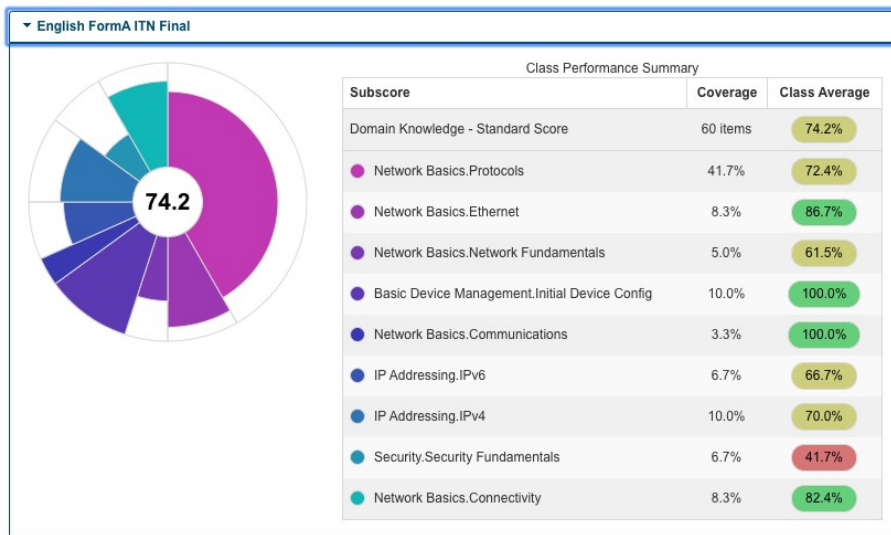 English FormA ITN Final
74.2
Class Performance Summary
Subscore Coverage Class Average
Domain Knowledge - Standard Score 60 items 74.2%
Network Basics.Protocols 41.7% 72.4%
Network Basics.Ethernet 8.3% 86.7%
Network Basics.Network Fundamentals 5.0% 61.5%
Basic Device Management.Initial Device Config 10.0% 100.0%
Network Basics.Communications 3.3% 100.0%
IP Addressing.IPv6 6.7% 66.7%
IP Addressing.IPv4 10.0% 70.0%
Security.Security Fundamentals 6.7% 41.7%
Network Basics.Connectivity 8.3% 82.4%